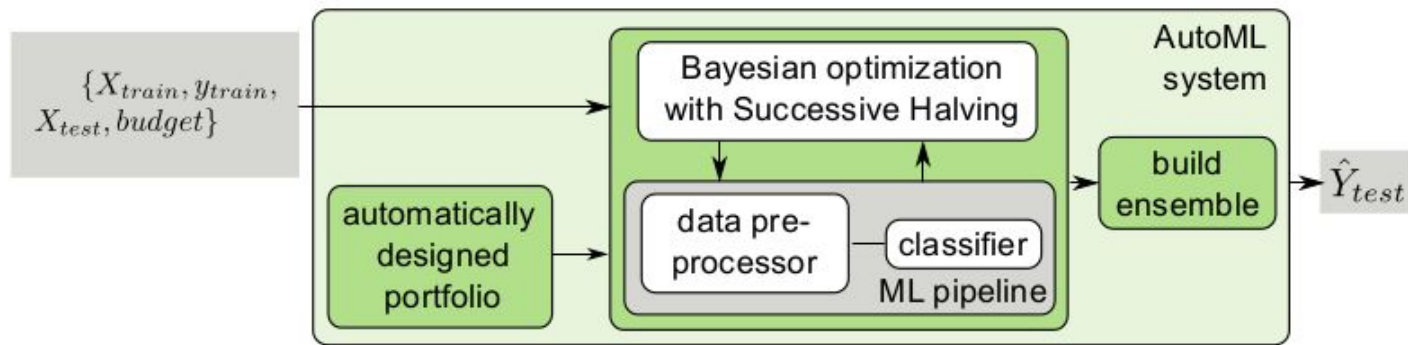 {X_train, y_train,
X_test, budget}
automatically
designed
portfolio
Bayesian optimization
with Successive Halving
data pre-
processor
classifier
ML pipeline
AutoML
system
build
ensemble
Ŷ_test